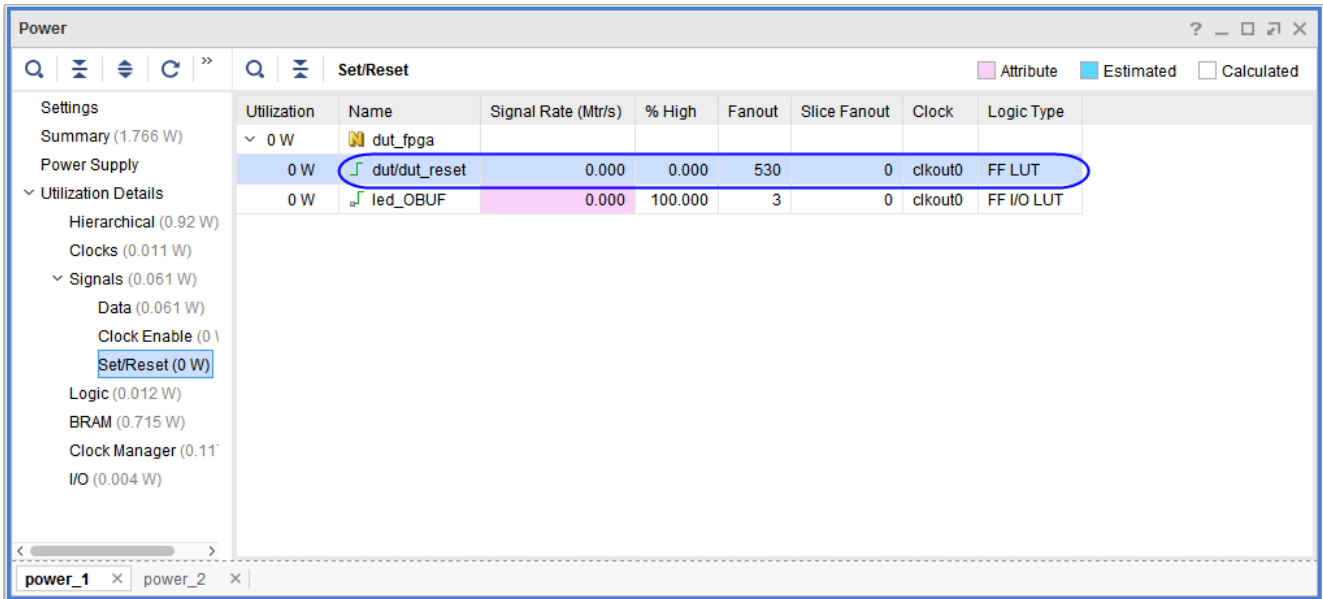 Power
Set/Reset Attribute Estimated Calculated
Settings
Summary (1.766 W)
Power Supply
Utilization Details
Hierarchical (0.92 W)
Clocks (0.011 W)
Signals (0.061 W)
Data (0.061 W)
Clock Enable (0
Set/Reset (0 W)
Logic (0.012 W)
BRAM (0.715 W)
Clock Manager (0.11
I/O (0.004 W)
Utilization Name Signal Rate (Mtr/s) % High Fanout Slice Fanout Clock Logic Type
0 W dut_fpga
0 W dut/dut_reset 0.000 0.000 530 0 clkout0 FF LUT
0 W led_OBUF 0.000 100.000 3 0 clkout0 FF I/O LUT
power_1 power_2